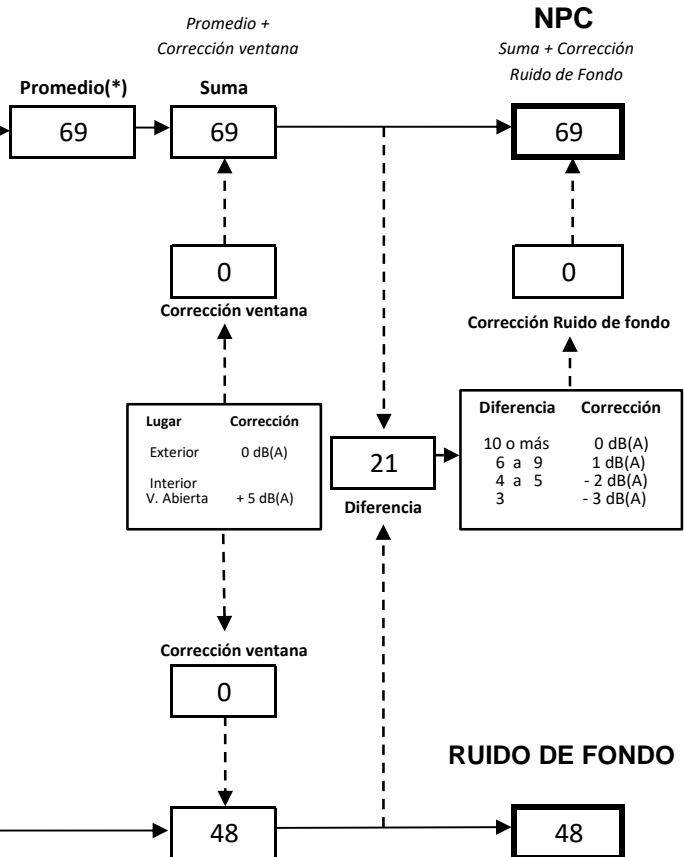 Promedio +
Corrección ventana
NPC
Suma + Corrección
Ruido de Fondo
Promedio(*)
Suma
69
69
69
0
0
Corrección ventana
Corrección Ruido de fondo
Lugar Corrección
Exterior 0 dB(A)
Interior
V. Abierta + 5 dB(A)
21
Diferencia
Diferencia Corrección
10 o más 0 dB(A)
6 a 9 1 dB(A)
4 a 5 - 2 dB(A)
3 - 3 dB(A)
Corrección ventana
0
RUIDO DE FONDO
48
48